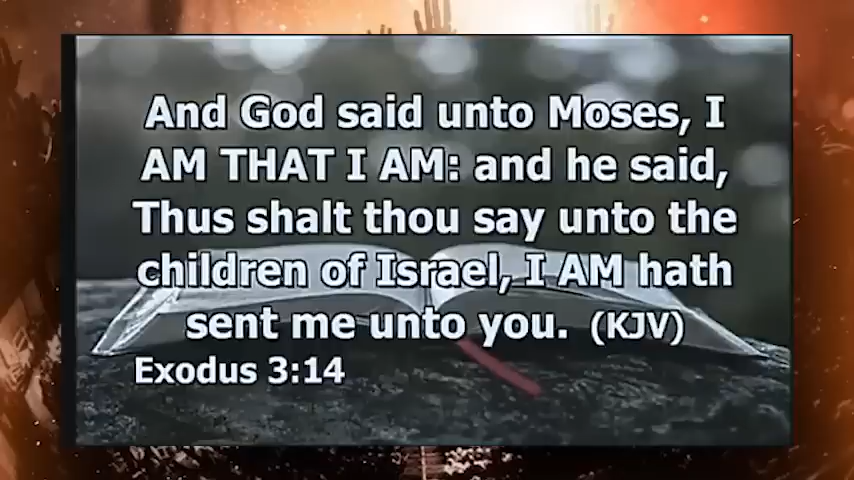 And God said unto Moses, I
AM THAT I AM: and he said,
Thus shalt thou say unto the
children of Israel, I AM hath
sent me unto you. (KJV)
Exodus 3:14